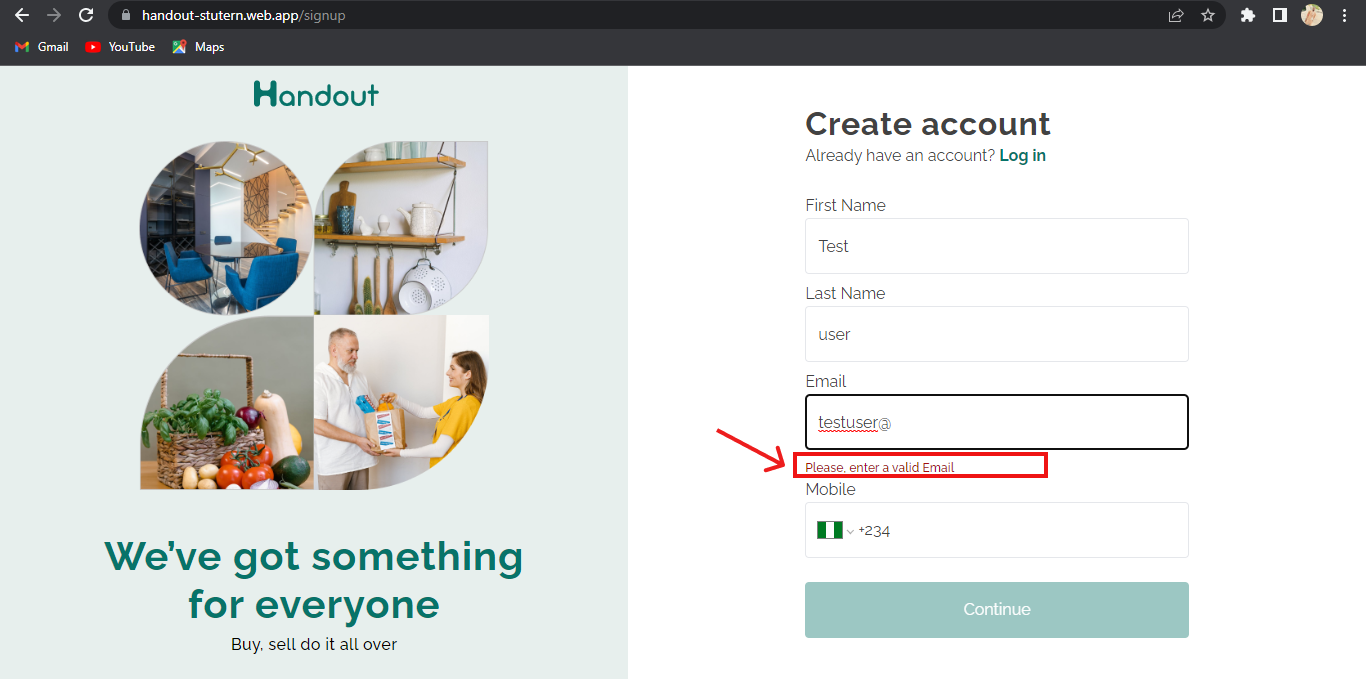 handout-stutern.web.app/signup
Gmail
YouTube
Maps
Handout
We've got something
for everyone
Buy, sell do it all over
Create account
Already have an account? Log in
First Name
Test
Last Name
user
Email
testuser@
Please, enter a valid Email
Mobile
+234
Continue